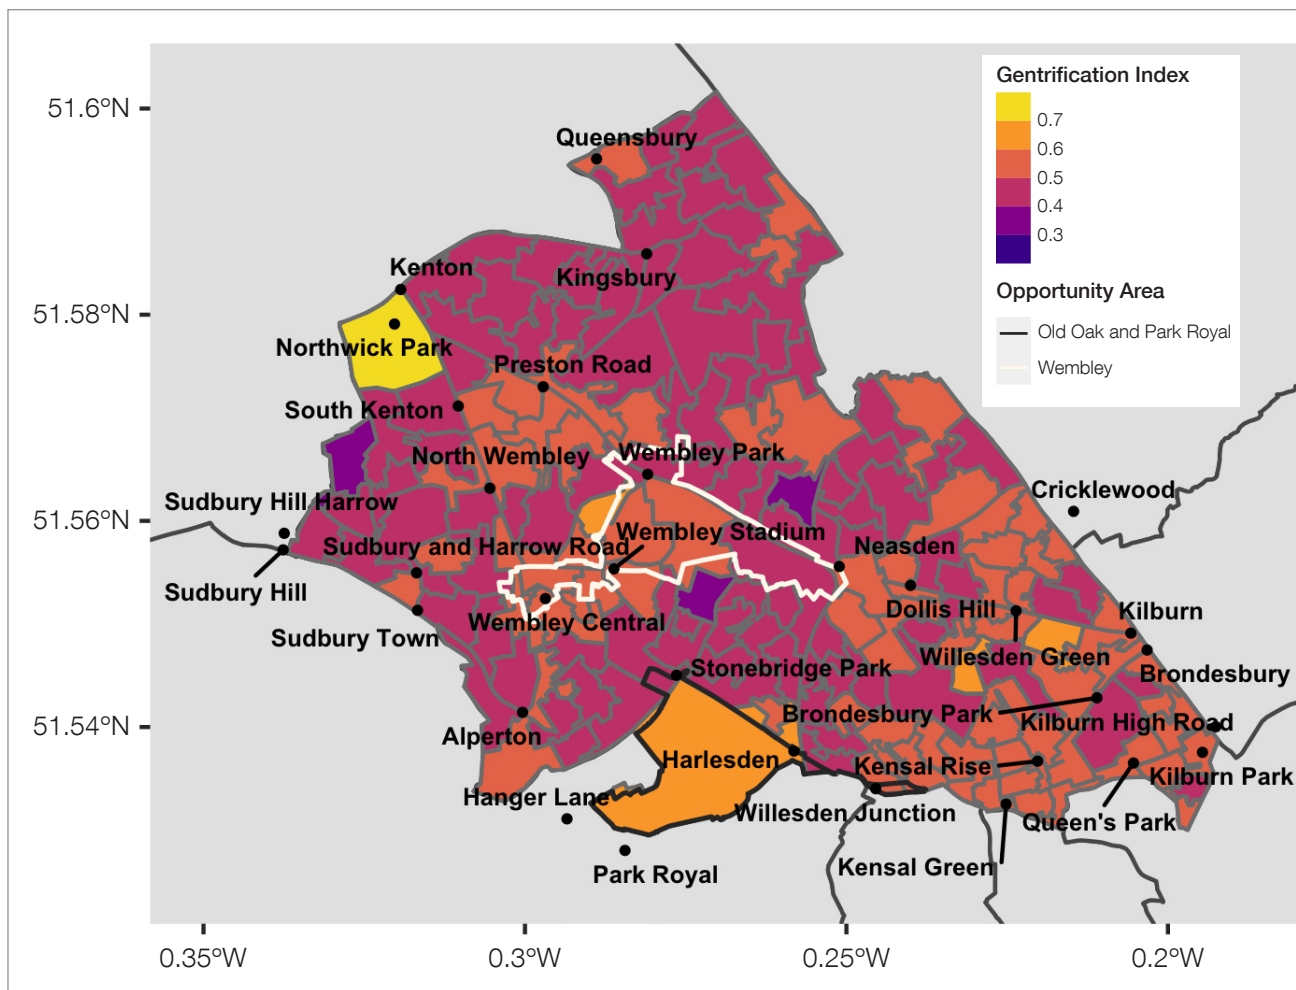 Gentrification Index
0.7
0.6
0.5
0.4
0.3
Opportunity Area
Old Oak and Park Royal
Wembley
51.6°N
51.58°N
51.56°N
51.54°N
0.35°W
0.3°W
0.25°W
0.2°W
Queensbury
Kenton
Kingsbury
Northwick Park
Preston Road
South Kenton
North Wembley
Wembley Park
Sudbury Hill Harrow
Cricklewood
Wembley Stadium
Sudbury and Harrow Road
Neasden
Sudbury Hill
Dollis Hill
Kilburn
Wembley Central
Sudbury Town
Willesden Green
Stonebridge Park
Brondesbury
Brondesbury Park
Kilburn High Road
Alperton
Harlesden
Kensal Rise
Kilburn Park
Hanger Lane
Willesden Junction
Queen's Park
Kensal Green
Park Royal